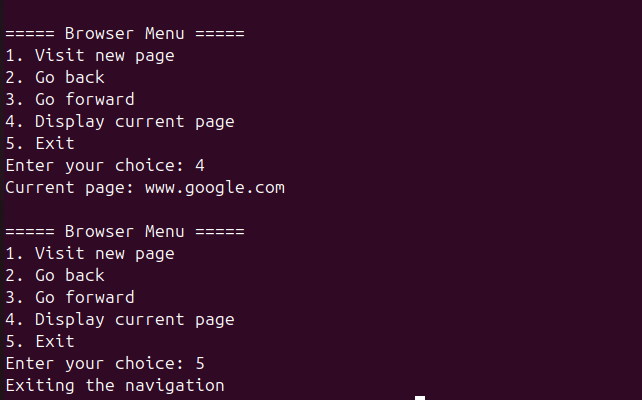 ===== Browser Menu =====
1. Visit new page
2. Go back
3. Go forward
4. Display current page
5. Exit
Enter your choice: 4
Current page: www.google.com
===== Browser Menu =====
1. Visit new page
2. Go back
3. Go forward
4. Display current page
5. Exit
Enter your choice: 5
Exiting the navigation